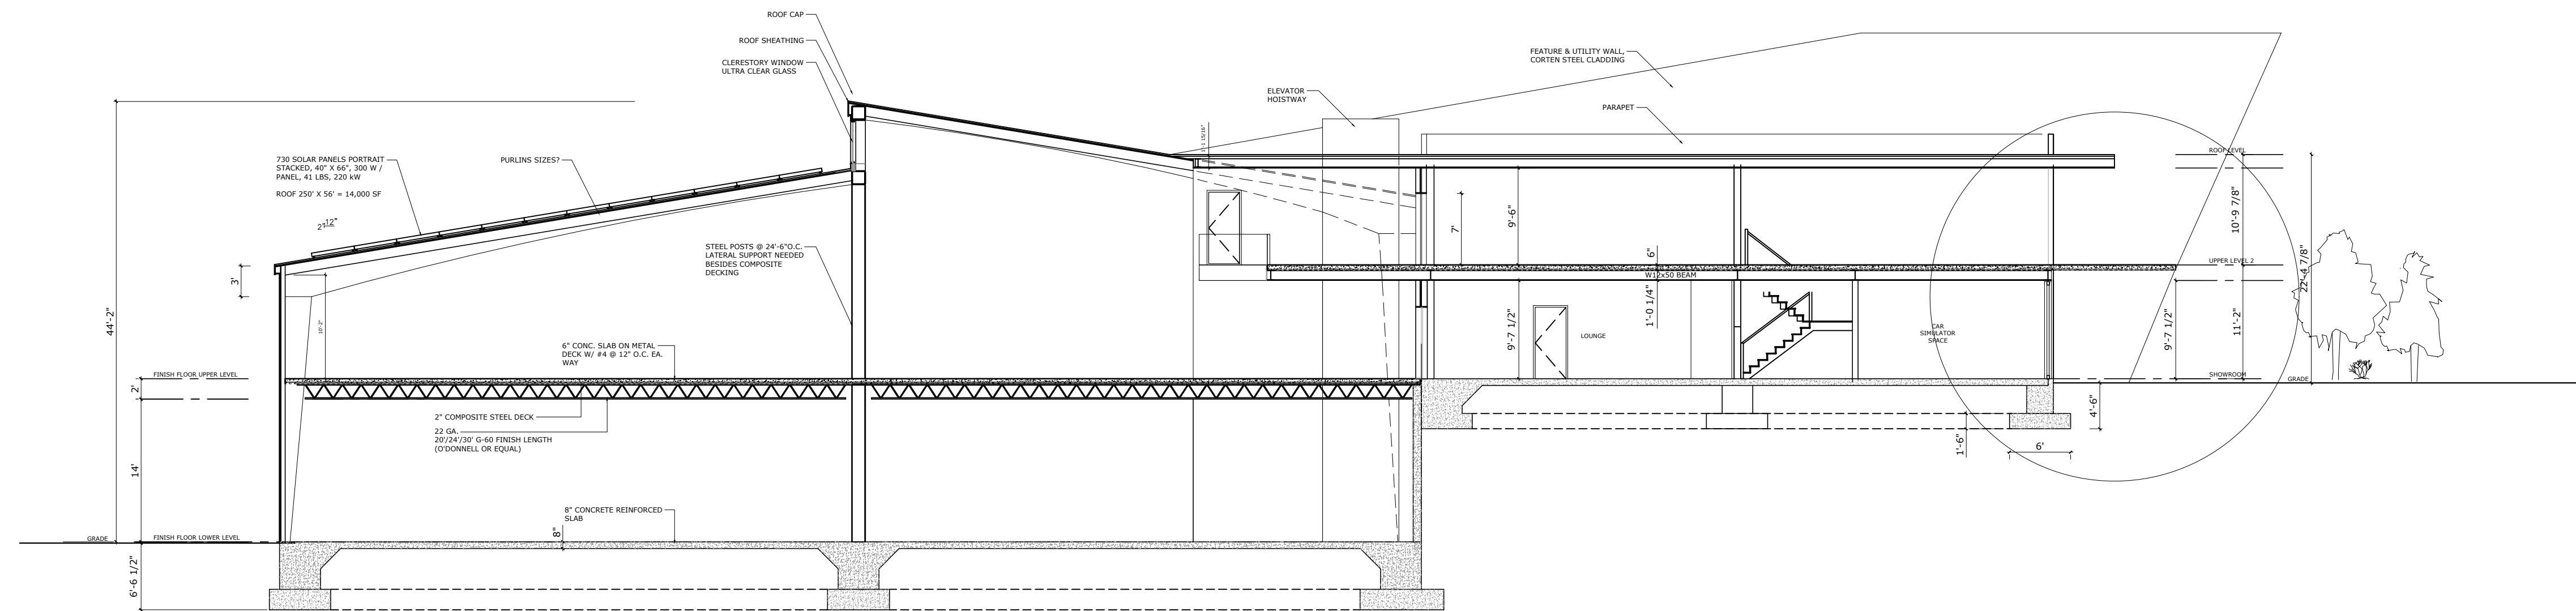 ROOF CAP
ROOF SHEATHING
CLERESTORY WINDOW
ULTRA CLEAR GLASS
FEATURE & UTILITY WALL,
CORTEN STEEL CLADDING
ELEVATOR
HOISTWAY
PARAPET
730 SOLAR PANELS PORTRAIT
STACKED, 40" X 66", 300 W /
PANEL, 41 LBS, 220 kW
ROOF 250' X 56' = 14,000 SF
PURLINS SIZES?
12"
2"
STEEL POSTS @ 24'-6"O.C.
LATERAL SUPPORT NEEDED
BESIDES COMPOSITE
DECKING
44'-2"
3'
10'-2"
7'
9'-6"
6"
W12x50 BEAM
1'-0 1/4"
9'-7 1/2"
LOUNGE
CAR
SIMULATOR
SPACE
ROOF LEVEL
10'-9 7/8"
UPPER LEVEL 2
22'-4 7/8"
9'-7 1/2"
11'-2"
SHOWROOM
GRADE
6" CONC. SLAB ON METAL
DECK W/ #4 @ 12" O.C. EA.
WAY
FINISH FLOOR UPPER LEVEL
2'
2" COMPOSITE STEEL DECK
22 GA.
20'/24'/30' G-60 FINISH LENGTH
(O'DONNELL OR EQUAL)
14'
4'-6"
1'-6"
6'
8" CONCRETE REINFORCED
SLAB
8"
GRADE
FINISH FLOOR LOWER LEVEL
6'-6 1/2"